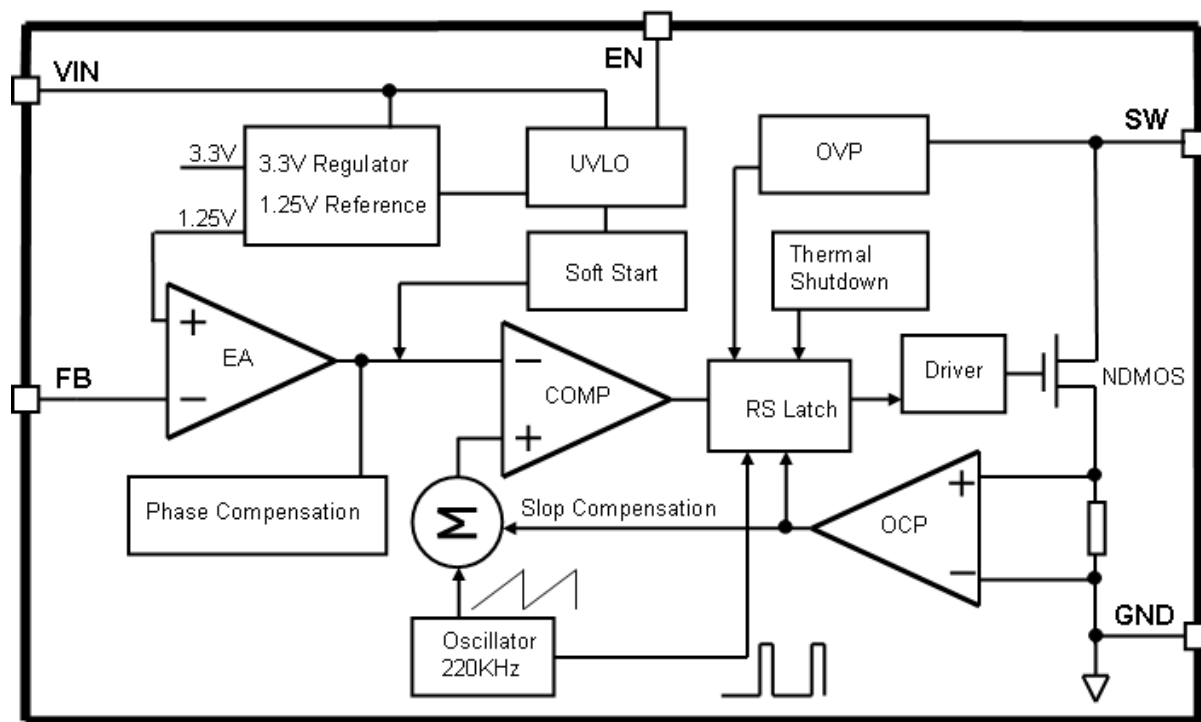 EN
VIN
SW
3.3V
3.3V Regulator
1.25V Reference
1.25V
UVLO
OVP
Soft Start
Thermal
Shutdown
+
EA
−
FB
−
COMP
+
RS Latch
Driver
NDMOS
Phase Compensation
Σ
Slop Compensation
+
OCP
−
Oscillator
220KHz
GND